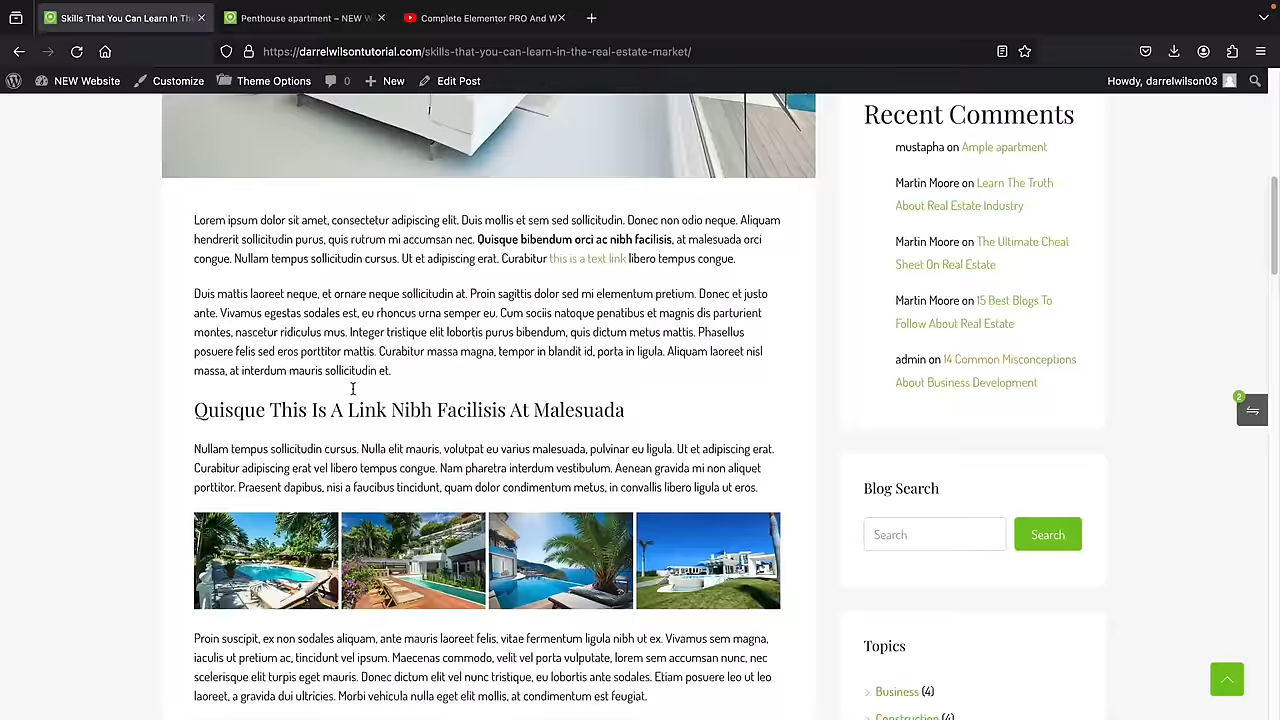 Skills That You Can Learn In Th
Penthouse apartment – NEW W
Complete Elementor PRO And W
https://darrelwilsontutorial.com/skills-that-you-can-learn-in-the-real-estate-market/
NEW Website
Customize
Theme Options
0
New
Edit Post
Howdy, darrelwilson03
Lorem ipsum dolor sit amet, consectetur adipiscing elit. Duis mollis et sem sed sollicitudin. Donec non odio neque. Aliquam
hendrerit sollicitudin purus, quis rutrum mi accumsan nec. Quisque bibendum orci ac nibh facilisis, at malesuada orci
congue. Nullam tempus sollicitudin cursus. Ut et adipiscing erat. Curabitur this is a text link libero tempus congue.
Duis mattis laoreet neque, et ornare neque sollicitudin at. Proin sagittis dolor sed mi elementum pretium. Donec et justo
ante. Vivamus egestas sodales est, eu rhoncus urna semper eu. Cum sociis natoque penatibus et magnis dis parturient
montes, nascetur ridiculus mus. Integer tristique elit lobortis purus bibendum, quis dictum metus mattis. Phasellus
posuere felis sed eros porttitor mattis. Curabitur massa magna, tempor in blandit id, porta in ligula. Aliquam laoreet nisl
massa, at interdum mauris sollicitudin et.
Quisque This Is A Link Nibh Facilisis At Malesuada
Nullam tempus sollicitudin cursus. Nulla elit mauris, volutpat eu varius malesuada, pulvinar eu ligula. Ut et adipiscing erat.
Curabitur adipiscing erat vel libero tempus congue. Nam pharetra interdum vestibulum. Aenean gravida mi non aliquet
porttitor. Praesent dapibus, nisi a faucibus tincidunt, quam dolor condimentum metus, in convallis libero ligula ut eros.
Proin suscipit, ex non sodales aliquam, ante mauris laoreet felis, vitae fermentum ligula nibh ut ex. Vivamus sem magna,
iaculis ut pretium ac, tincidunt vel ipsum. Maecenas commodo, velit vel porta vulputate, lorem sem accumsan nunc, nec
scelerisque elit turpis eget mauris. Donec dictum elit vel nunc tristique, eu lobortis ante sodales. Etiam posuere leo ut leo
laoreet, a gravida dui ultricies. Morbi vehicula nulla eget elit mollis, at condimentum est feugiat.
Recent Comments
mustapha on Ample apartment
Martin Moore on Learn The Truth
About Real Estate Industry
Martin Moore on The Ultimate Cheat
Sheet On Real Estate
Martin Moore on 15 Best Blogs To
Follow About Real Estate
admin on 14 Common Misconceptions
About Business Development
2
Blog Search
Search
Search
Topics
Business (4)
Construction (4)